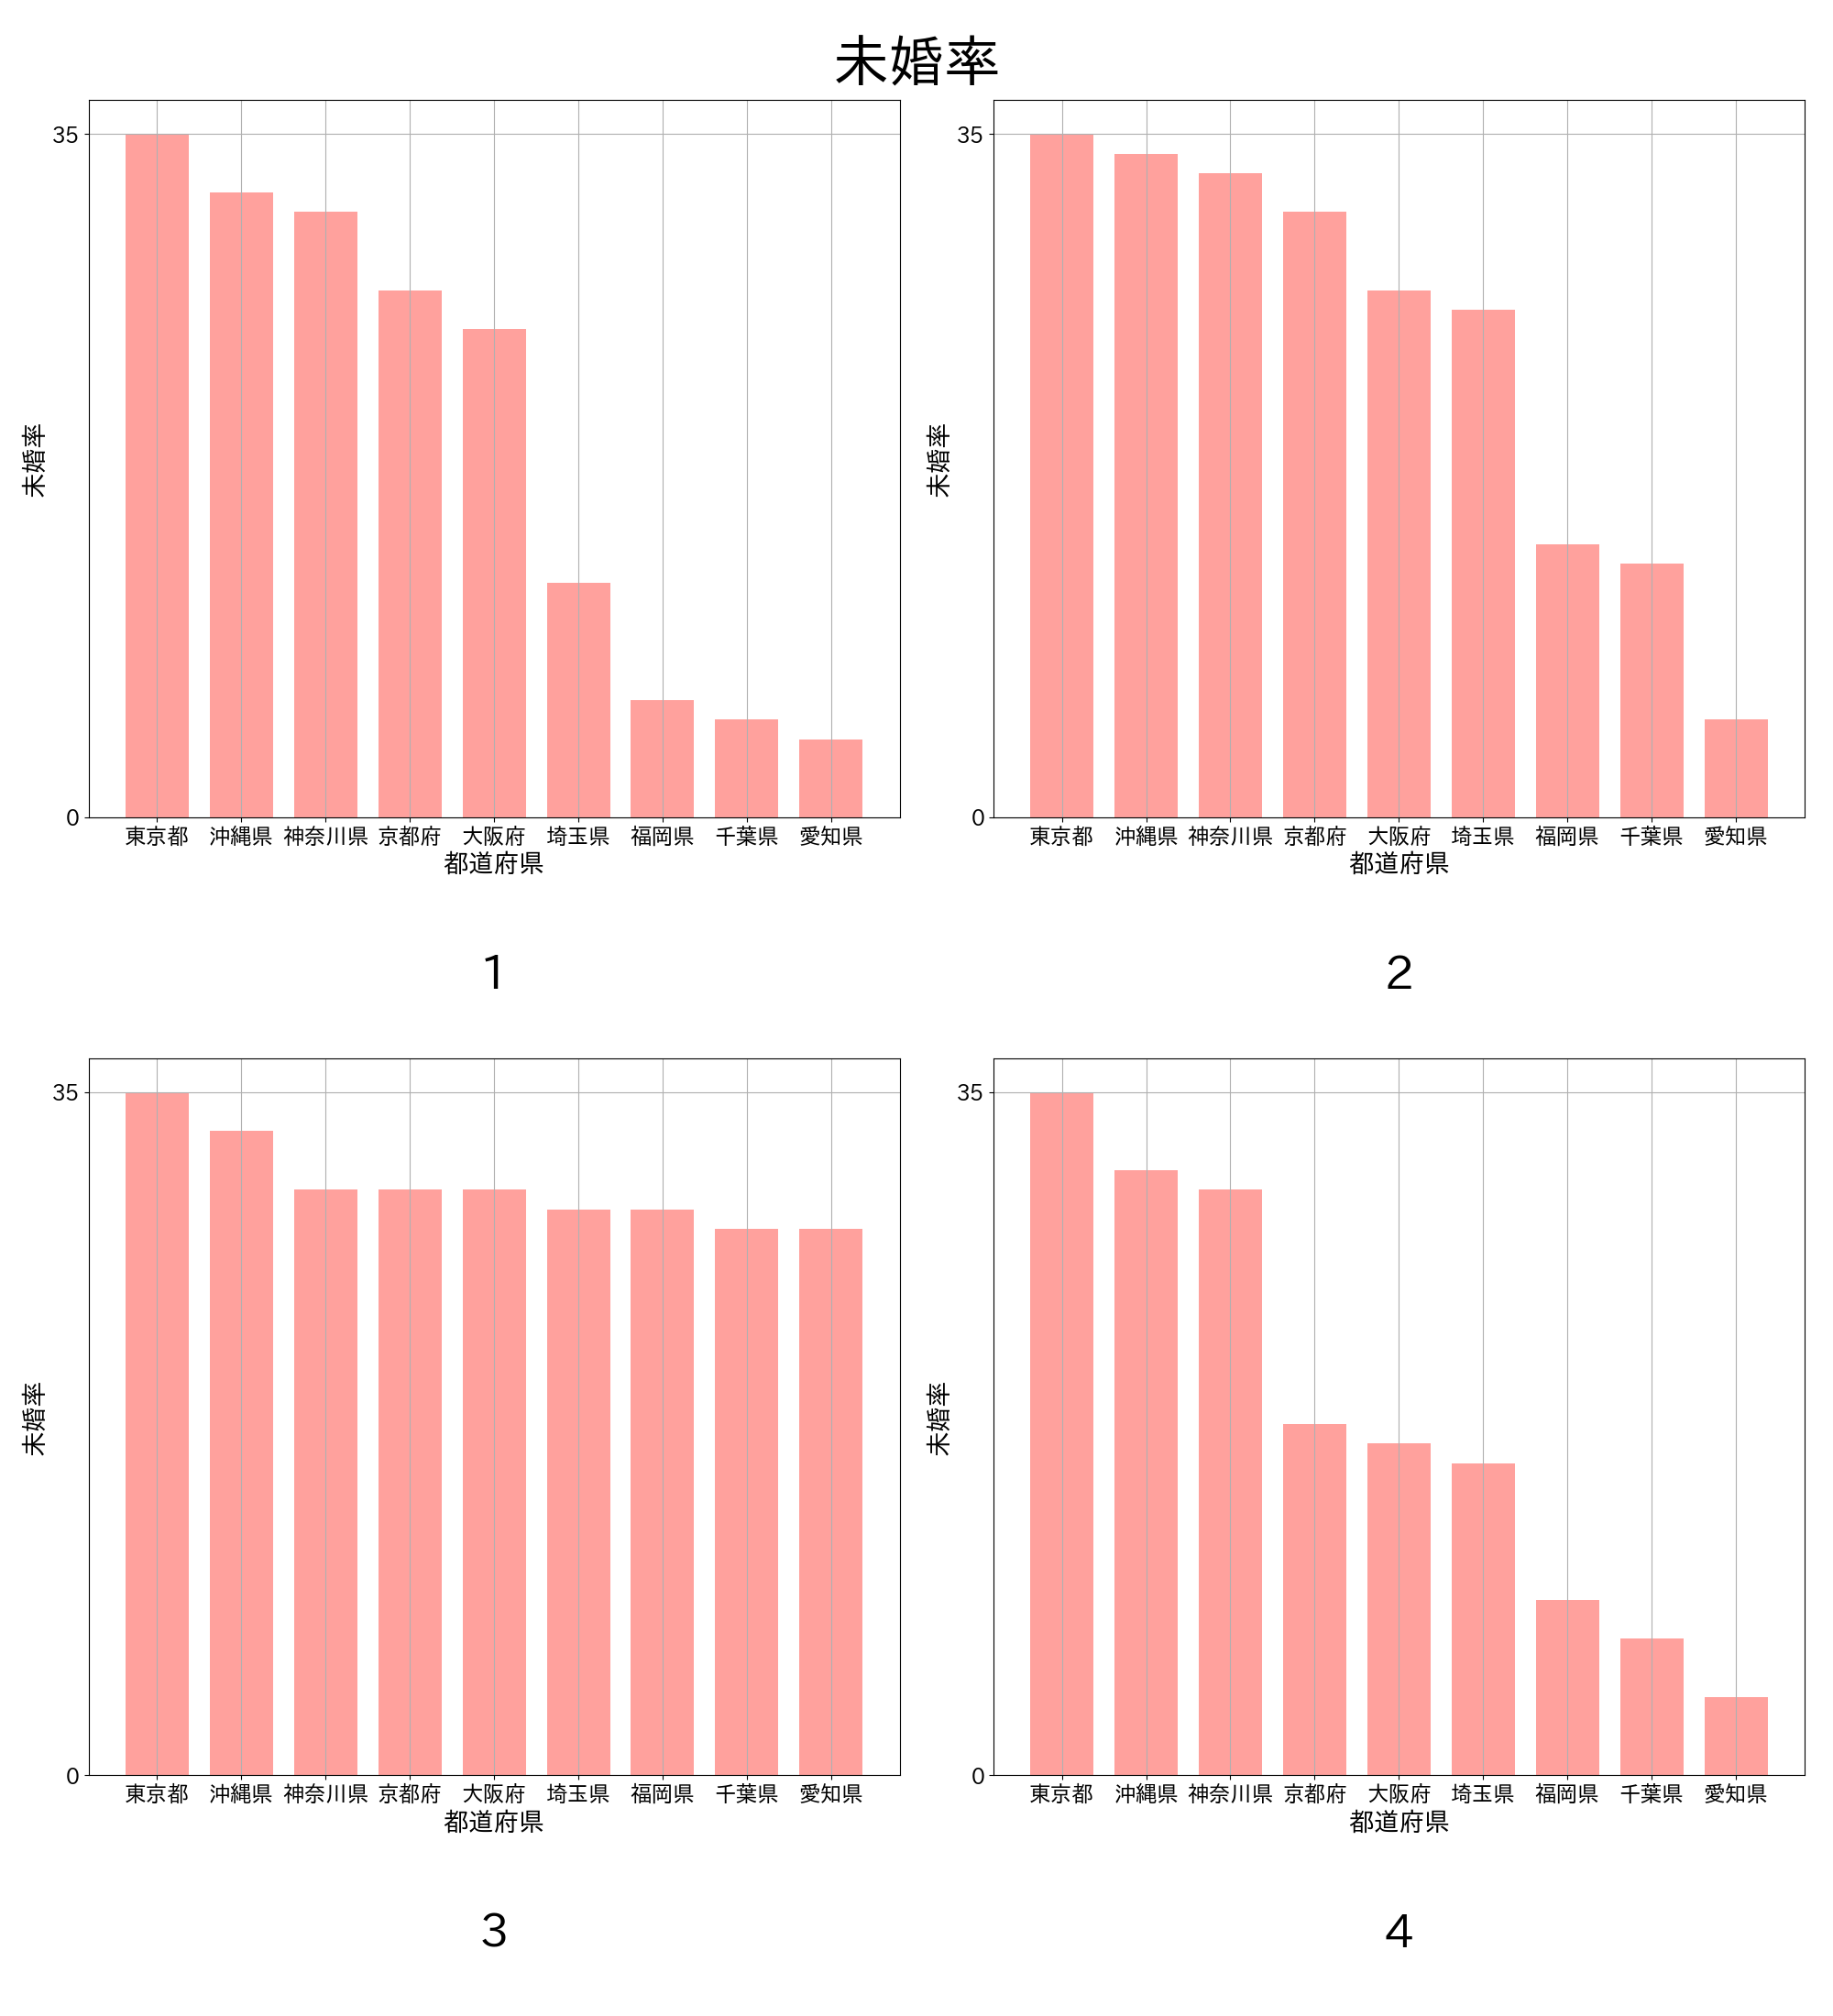 未婚率
35
0
未婚率
東京都 沖縄県 神奈川県 京都府 大阪府 埼玉県 福岡県 千葉県 愛知県
都道府県
1
35
0
未婚率
東京都 沖縄県 神奈川県 京都府 大阪府 埼玉県 福岡県 千葉県 愛知県
都道府県
2
35
0
未婚率
東京都 沖縄県 神奈川県 京都府 大阪府 埼玉県 福岡県 千葉県 愛知県
都道府県
3
35
0
未婚率
東京都 沖縄県 神奈川県 京都府 大阪府 埼玉県 福岡県 千葉県 愛知県
都道府県
4